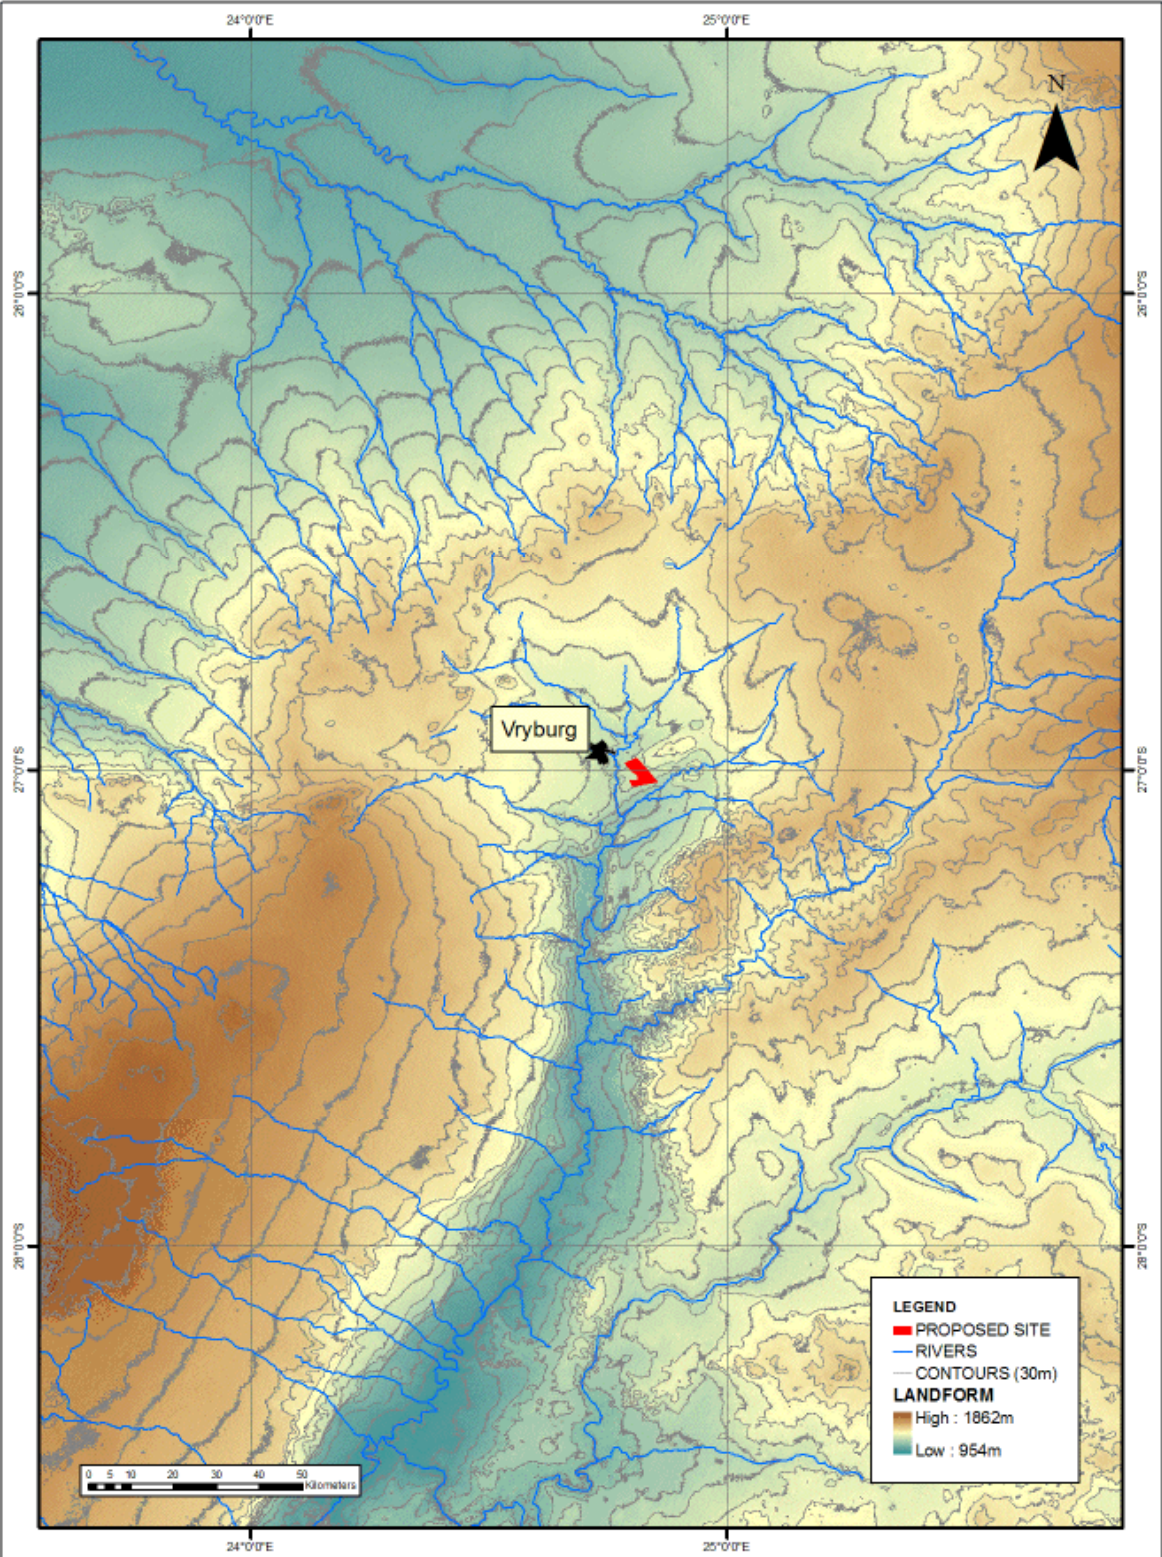 24°0'0"E 25°0'0"E
N
26°0'0"S 26°0'0"S
Vryburg
27°0'0"S 27°0'0"S
28°0'0"S 28°0'0"S
LEGEND
PROPOSED SITE
RIVERS
CONTOURS (30m)
LANDFORM
High : 1862m
Low : 954m
0 5 10 20 30 40 50
Kilometers
24°0'0"E 25°0'0"E